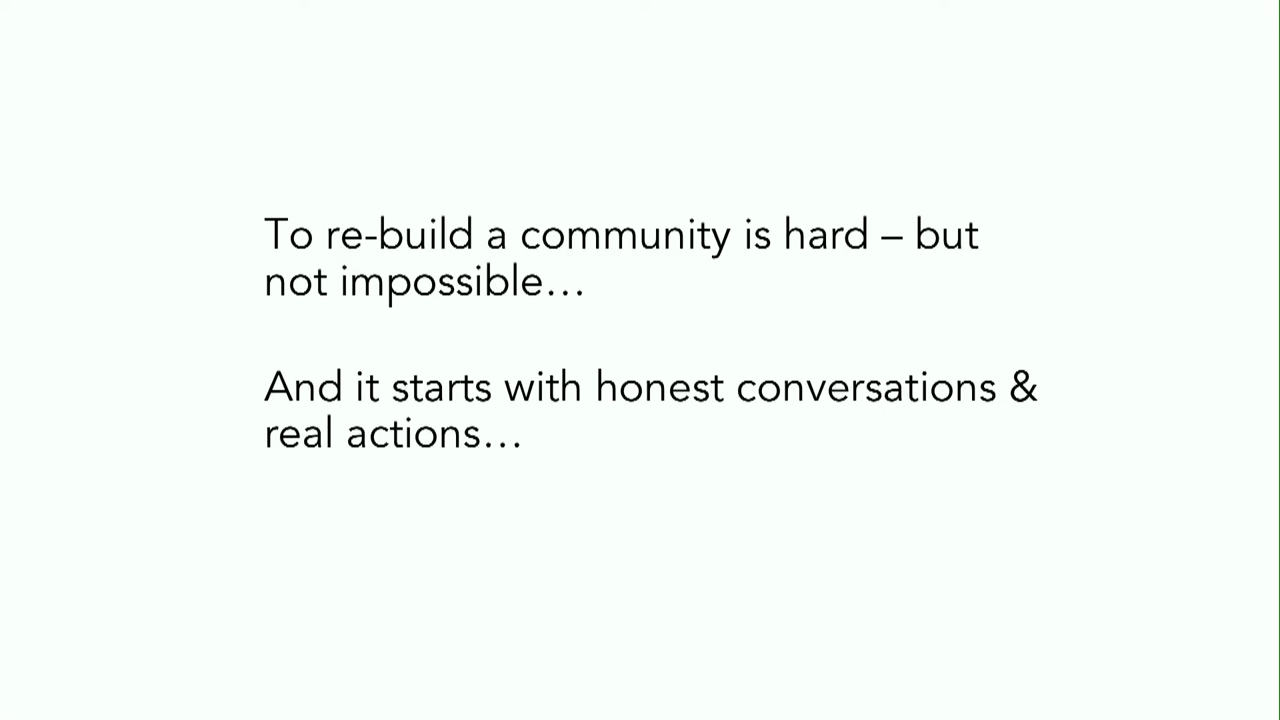 To re-build a community is hard – but
not impossible…
And it starts with honest conversations &
real actions…